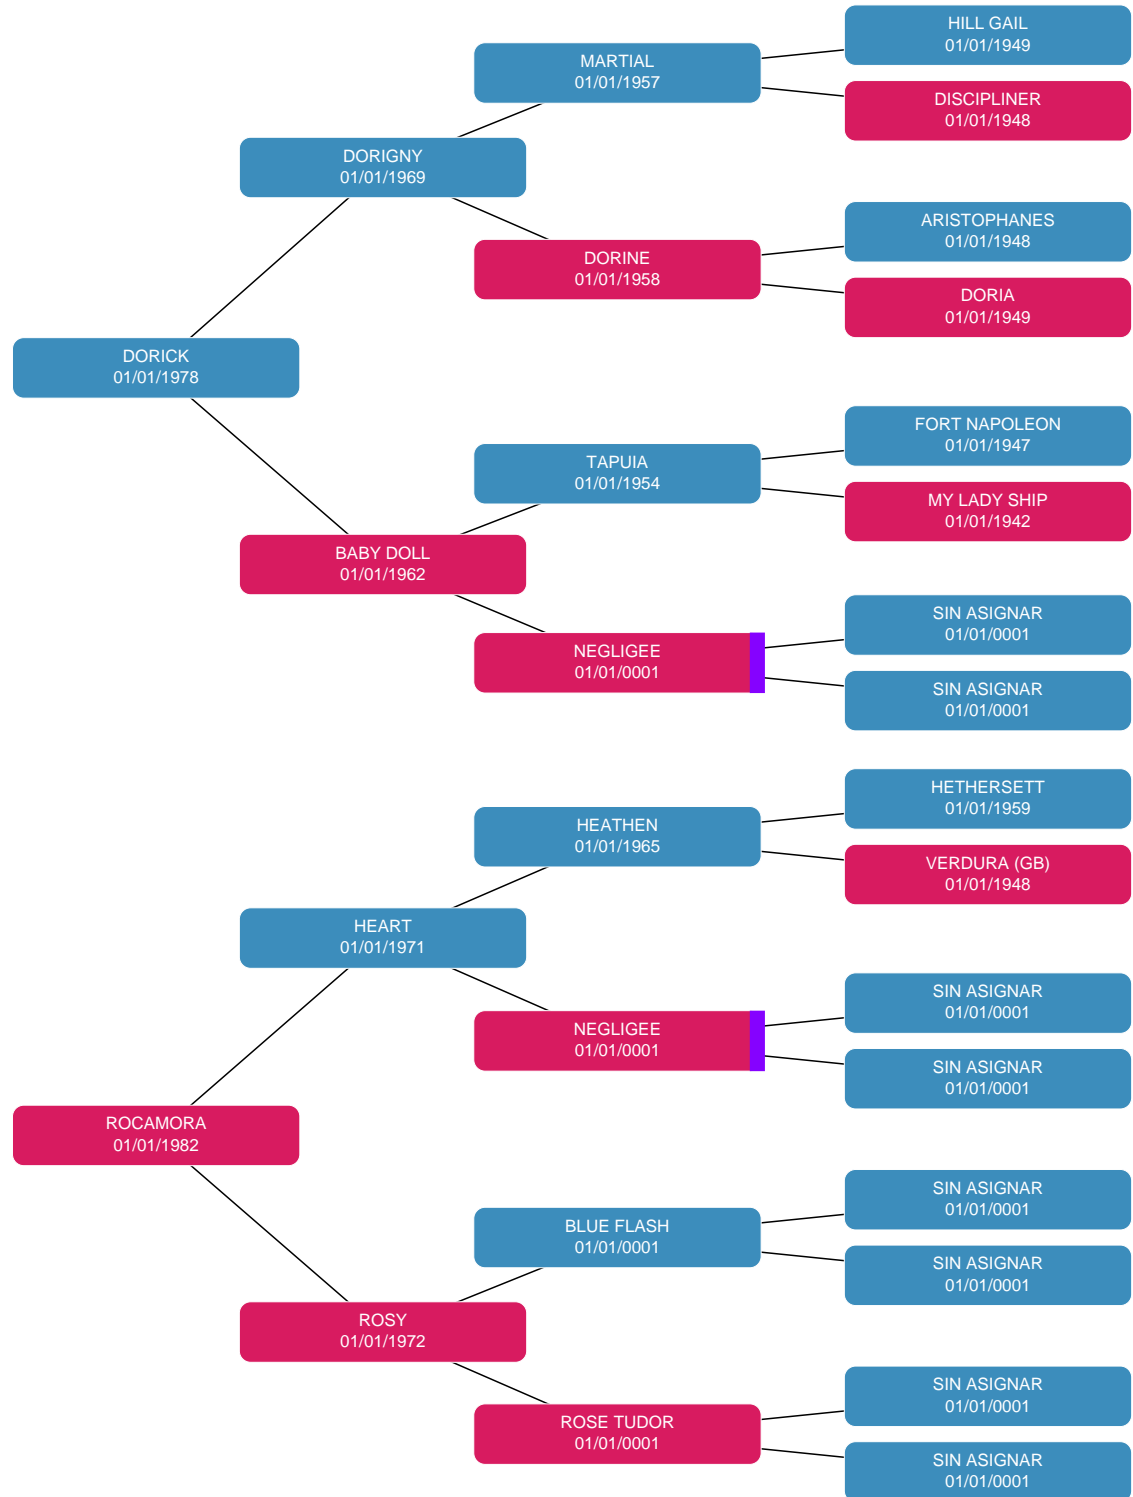 HILL GAIL
01/01/1949
MARTIAL
01/01/1957
DISCIPLINER
01/01/1948
DORIGNY
01/01/1969
ARISTOPHANES
01/01/1948
DORINE
01/01/1958
DORIA
01/01/1949
DORICK
01/01/1978
FORT NAPOLEON
01/01/1947
TAPUIA
01/01/1954
MY LADY SHIP
01/01/1942
BABY DOLL
01/01/1962
SIN ASIGNAR
01/01/0001
NEGLIGEE
01/01/0001
SIN ASIGNAR
01/01/0001
HETHERSETT
01/01/1959
HEATHEN
01/01/1965
VERDURA (GB)
01/01/1948
HEART
01/01/1971
SIN ASIGNAR
01/01/0001
NEGLIGEE
01/01/0001
SIN ASIGNAR
01/01/0001
ROCAMORA
01/01/1982
SIN ASIGNAR
01/01/0001
BLUE FLASH
01/01/0001
SIN ASIGNAR
01/01/0001
ROSY
01/01/1972
SIN ASIGNAR
01/01/0001
ROSE TUDOR
01/01/0001
SIN ASIGNAR
01/01/0001